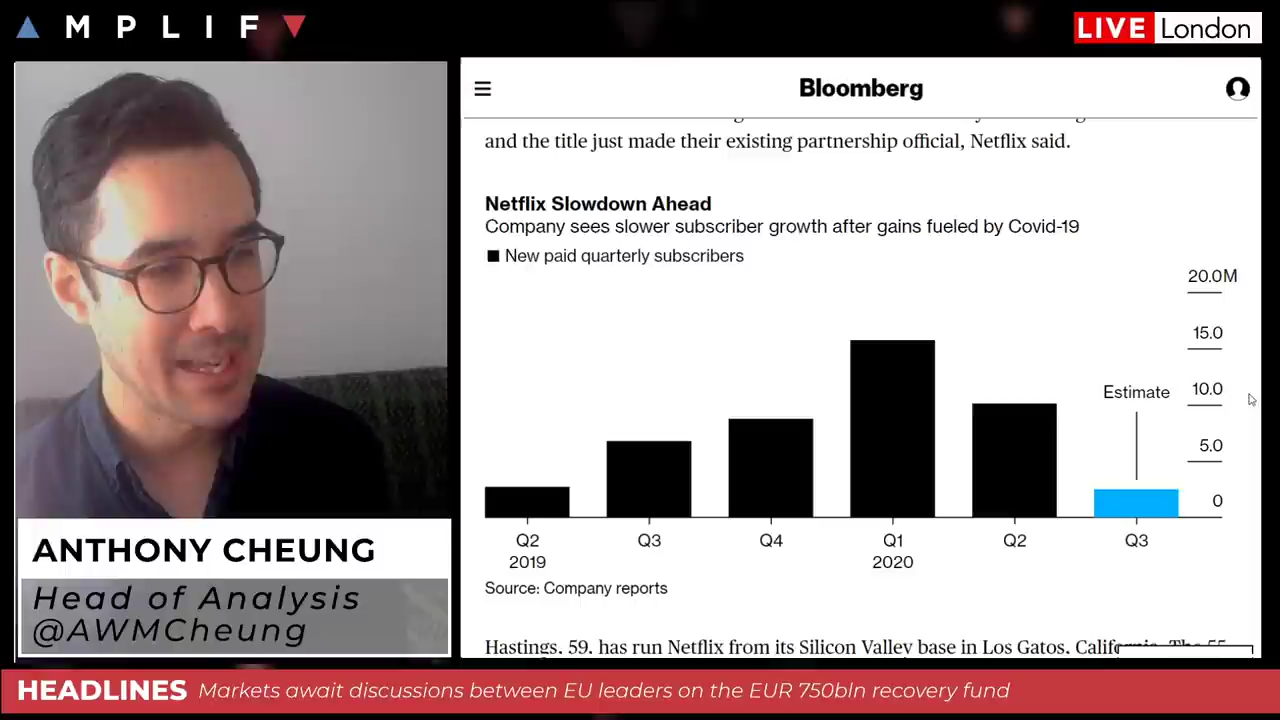 AMPLIFY
LIVE London
Bloomberg
and the title just made their existing partnership official, Netflix said.
Netflix Slowdown Ahead
Company sees slower subscriber growth after gains fueled by Covid-19
New paid quarterly subscribers
20.0M
15.0
10.0
Estimate
5.0
0
Q2 Q3 Q4 Q1 Q2 Q3
2019 2020
Source: Company reports
Hastings, 59, has run Netflix from its Silicon Valley base in Los Gatos, California. The 55
ANTHONY CHEUNG
Head of Analysis
@AWMCheung
HEADLINES Markets await discussions between EU leaders on the EUR 750bln recovery fund